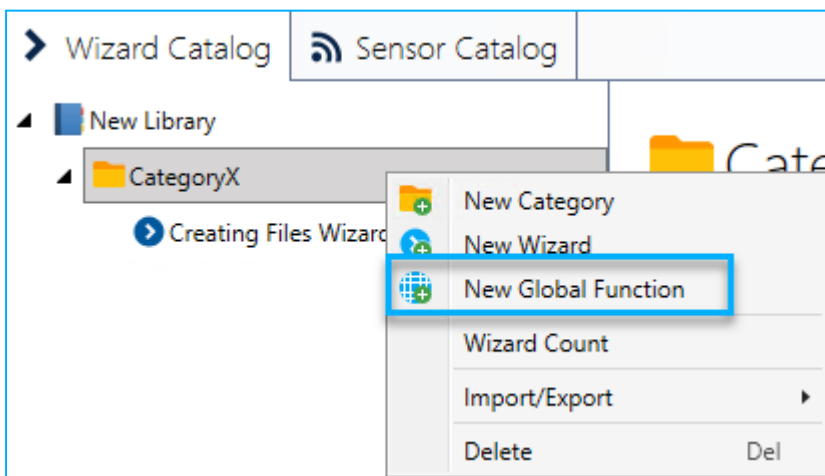 Wizard Catalog
Sensor Catalog
New Library
CategoryX
Creating Files Wizard
Cate
New Category
New Wizard
New Global Function
Wizard Count
Import/Export
Delete Del